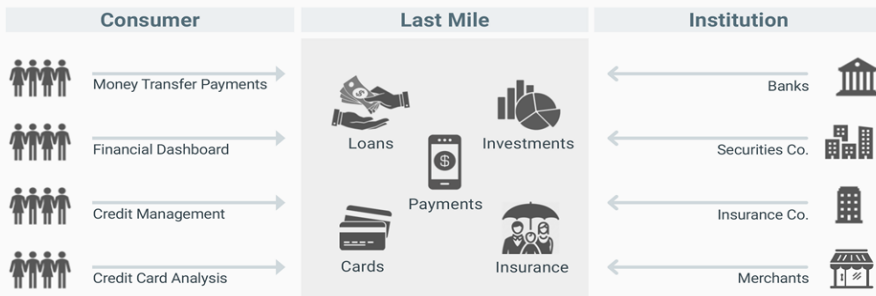 Consumer
Last Mile
Institution
Money Transfer Payments
Financial Dashboard
Credit Management
Credit Card Analysis
Loans
Investments
$
Payments
Cards
Insurance
Banks
Securities Co.
Insurance Co.
Merchants